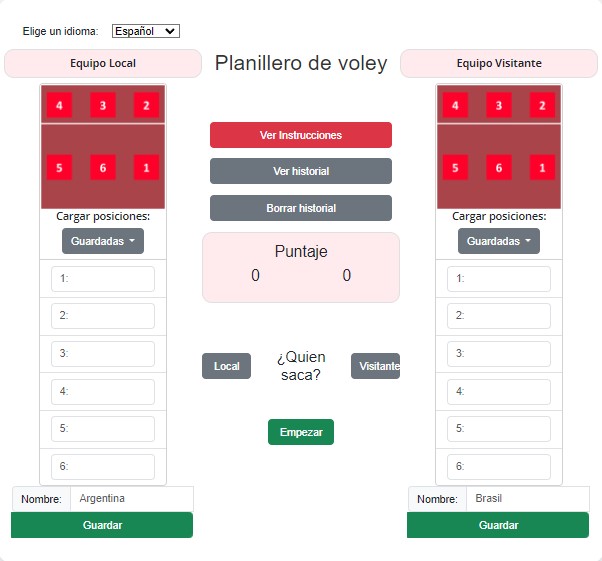 Elige un idioma: Español
Equipo Local
4 3 2
5 6 1
Cargar posiciones:
Guardadas
1:
2:
3:
4:
5:
6:
Nombre: Argentina
Guardar
Planillero de voley
Ver Instrucciones
Ver historial
Borrar historial
Puntaje
0 0
Local
¿Quien
saca?
Visitante
Empezar
Equipo Visitante
4 3 2
5 6 1
Cargar posiciones:
Guardadas
1:
2:
3:
4:
5:
6:
Nombre: Brasil
Guardar